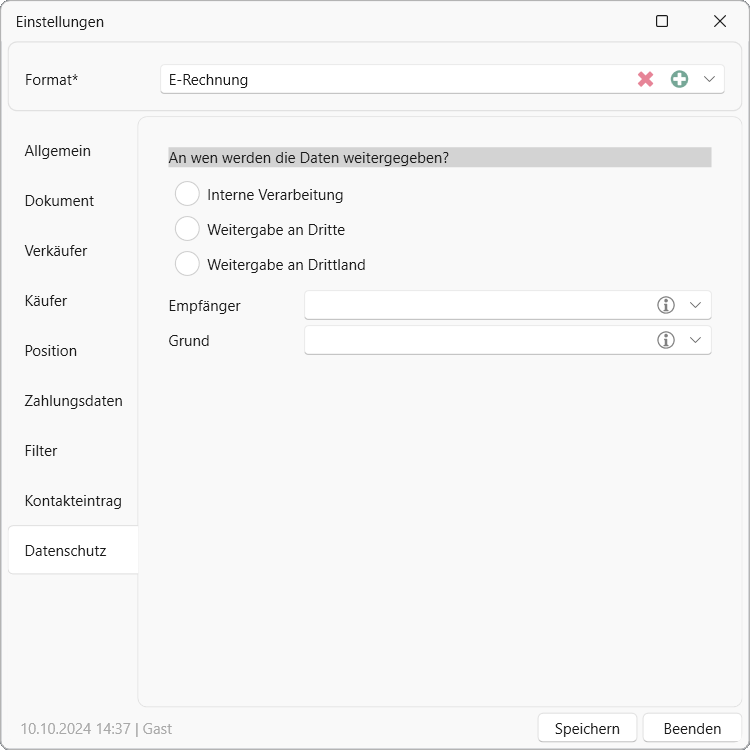 Einstellungen
Format* E-Rechnung
Allgemein
Dokument
Verkäufer
Käufer
Position
Zahlungsdaten
Filter
Kontakteintrag
Datenschutz
An wen werden die Daten weitergegeben?
Interne Verarbeitung
Weitergabe an Dritte
Weitergabe an Drittland
Empfänger
Grund
10.10.2024 14:37 | Gast
Speichern Beenden